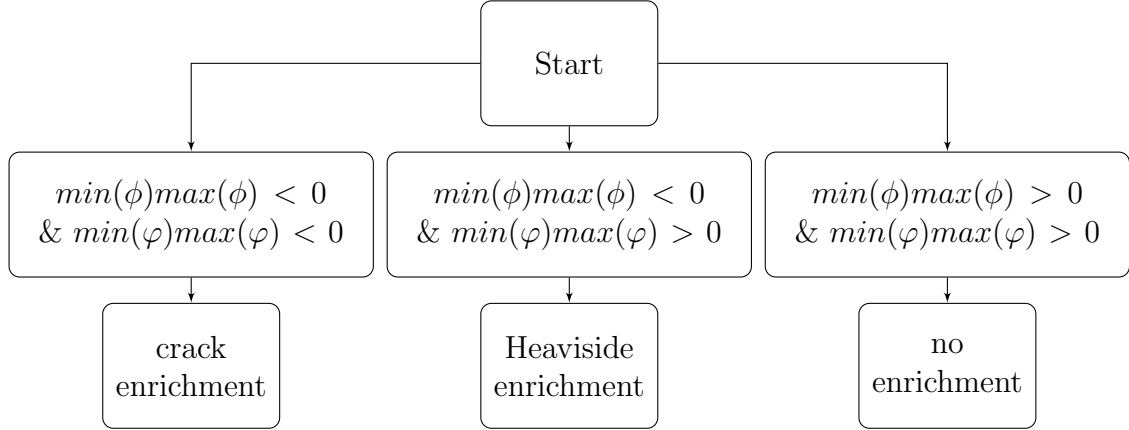 Start
min(ϕ)max(ϕ) < 0
& min(φ)max(φ) < 0
min(ϕ)max(ϕ) < 0
& min(φ)max(φ) > 0
min(ϕ)max(ϕ) > 0
& min(φ)max(φ) > 0
crack
enrichment
Heaviside
enrichment
no
enrichment